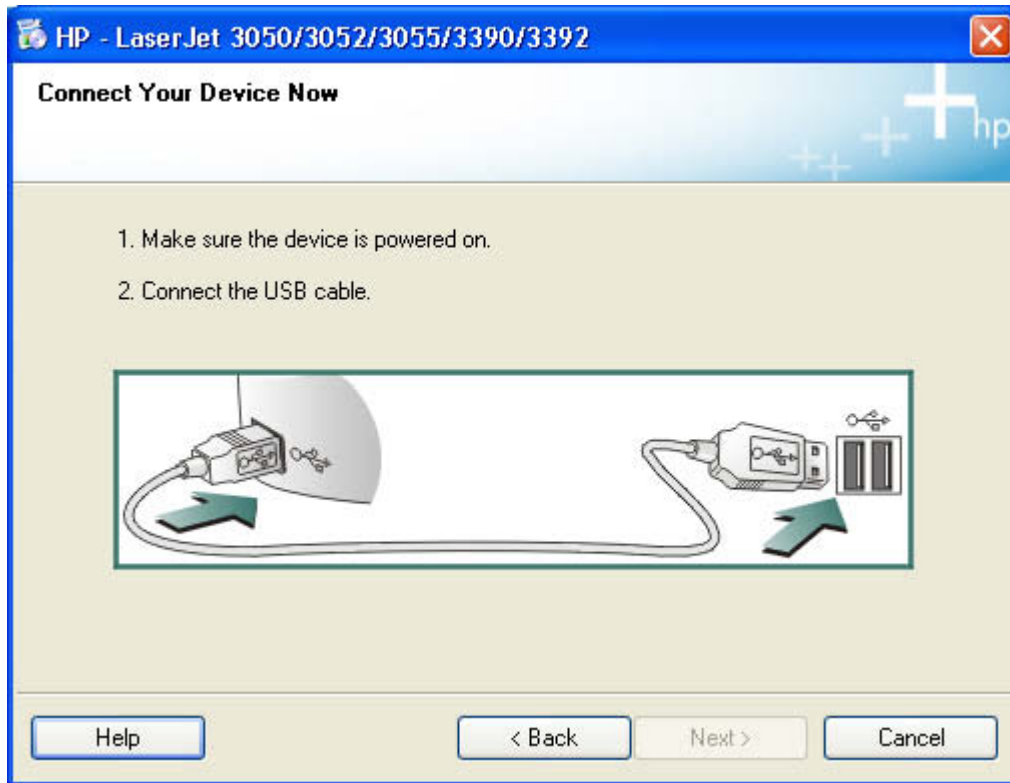 HP - LaserJet 3050/3052/3055/3390/3392
Connect Your Device Now
hp
1. Make sure the device is powered on.
2. Connect the USB cable.
Help
< Back
Next >
Cancel